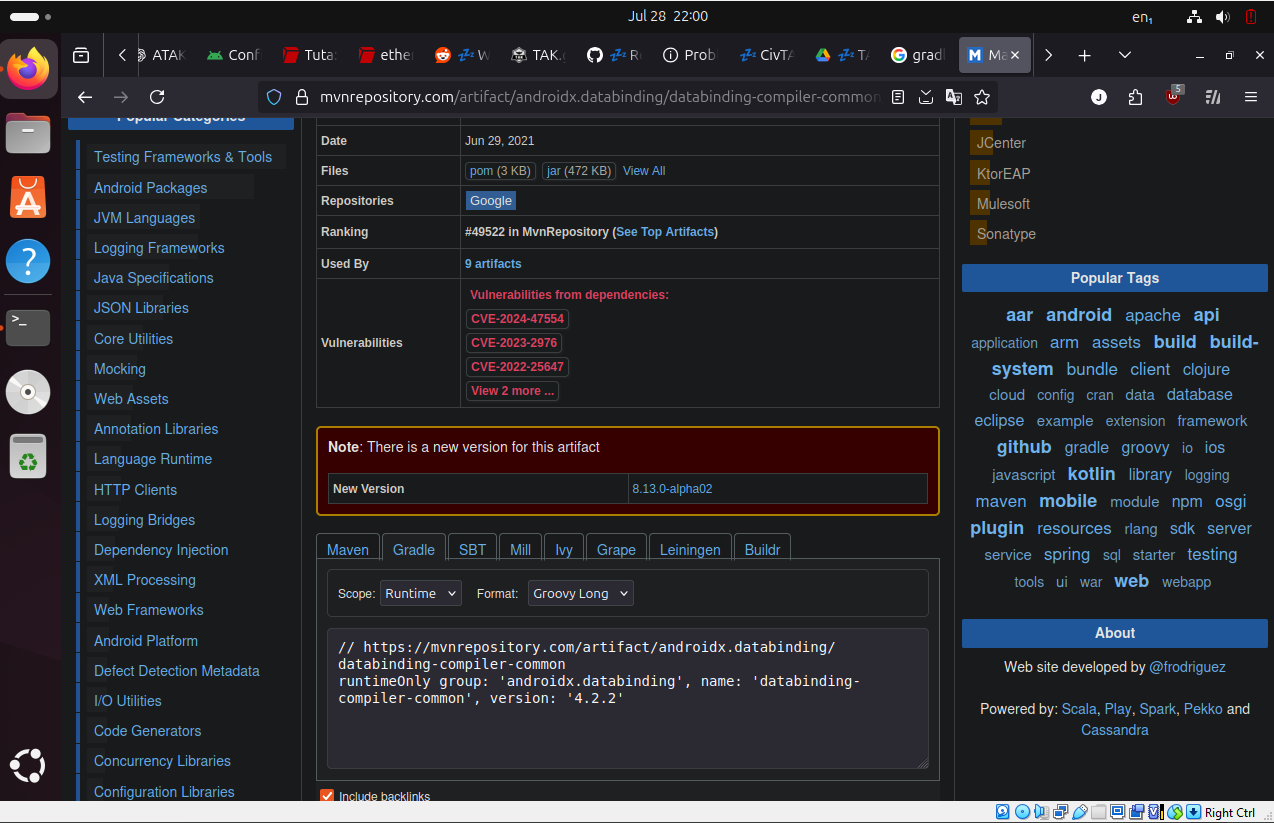 Jul 28 22:00
en₁
ATAK
Conf
Tuta
ether
W
TAK.
R
Prob
CivTA
TA
grad
Ma
mvnrepository.com/artifact/androidx.databinding/databinding-compiler-common
J
5
Popular Categories
Testing Frameworks & Tools
Android Packages
JVM Languages
Logging Frameworks
Java Specifications
JSON Libraries
Core Utilities
Mocking
Web Assets
Annotation Libraries
Language Runtime
HTTP Clients
Logging Bridges
Dependency Injection
XML Processing
Web Frameworks
Android Platform
Defect Detection Metadata
I/O Utilities
Code Generators
Concurrency Libraries
Configuration Libraries
Date Jun 29, 2021
Files pom (3 KB) jar (472 KB) View All
Repositories Google
Ranking #49522 in MvnRepository (See Top Artifacts)
Used By 9 artifacts
Vulnerabilities
Vulnerabilities from dependencies:
CVE-2024-47554
CVE-2023-2976
CVE-2022-25647
View 2 more ...
Note: There is a new version for this artifact
New Version 8.13.0-alpha02
Maven Gradle SBT Mill Ivy Grape Leiningen Buildr
Scope: Runtime Format: Groovy Long
// https://mvnrepository.com/artifact/androidx.databinding/
databinding-compiler-common
runtimeOnly group: 'androidx.databinding', name: 'databinding-
compiler-common', version: '4.2.2'
Include backlinks
JCenter
KtorEAP
Mulesoft
Sonatype
Popular Tags
aar android apache api
application arm assets build build-
system bundle client clojure
cloud config cran data database
eclipse example extension framework
github gradle groovy io ios
javascript kotlin library logging
maven mobile module npm osgi
plugin resources rlang sdk server
service spring sql starter testing
tools ui war web webapp
About
Web site developed by @frodriguez
Powered by: Scala, Play, Spark, Pekko and
Cassandra
Right Ctrl